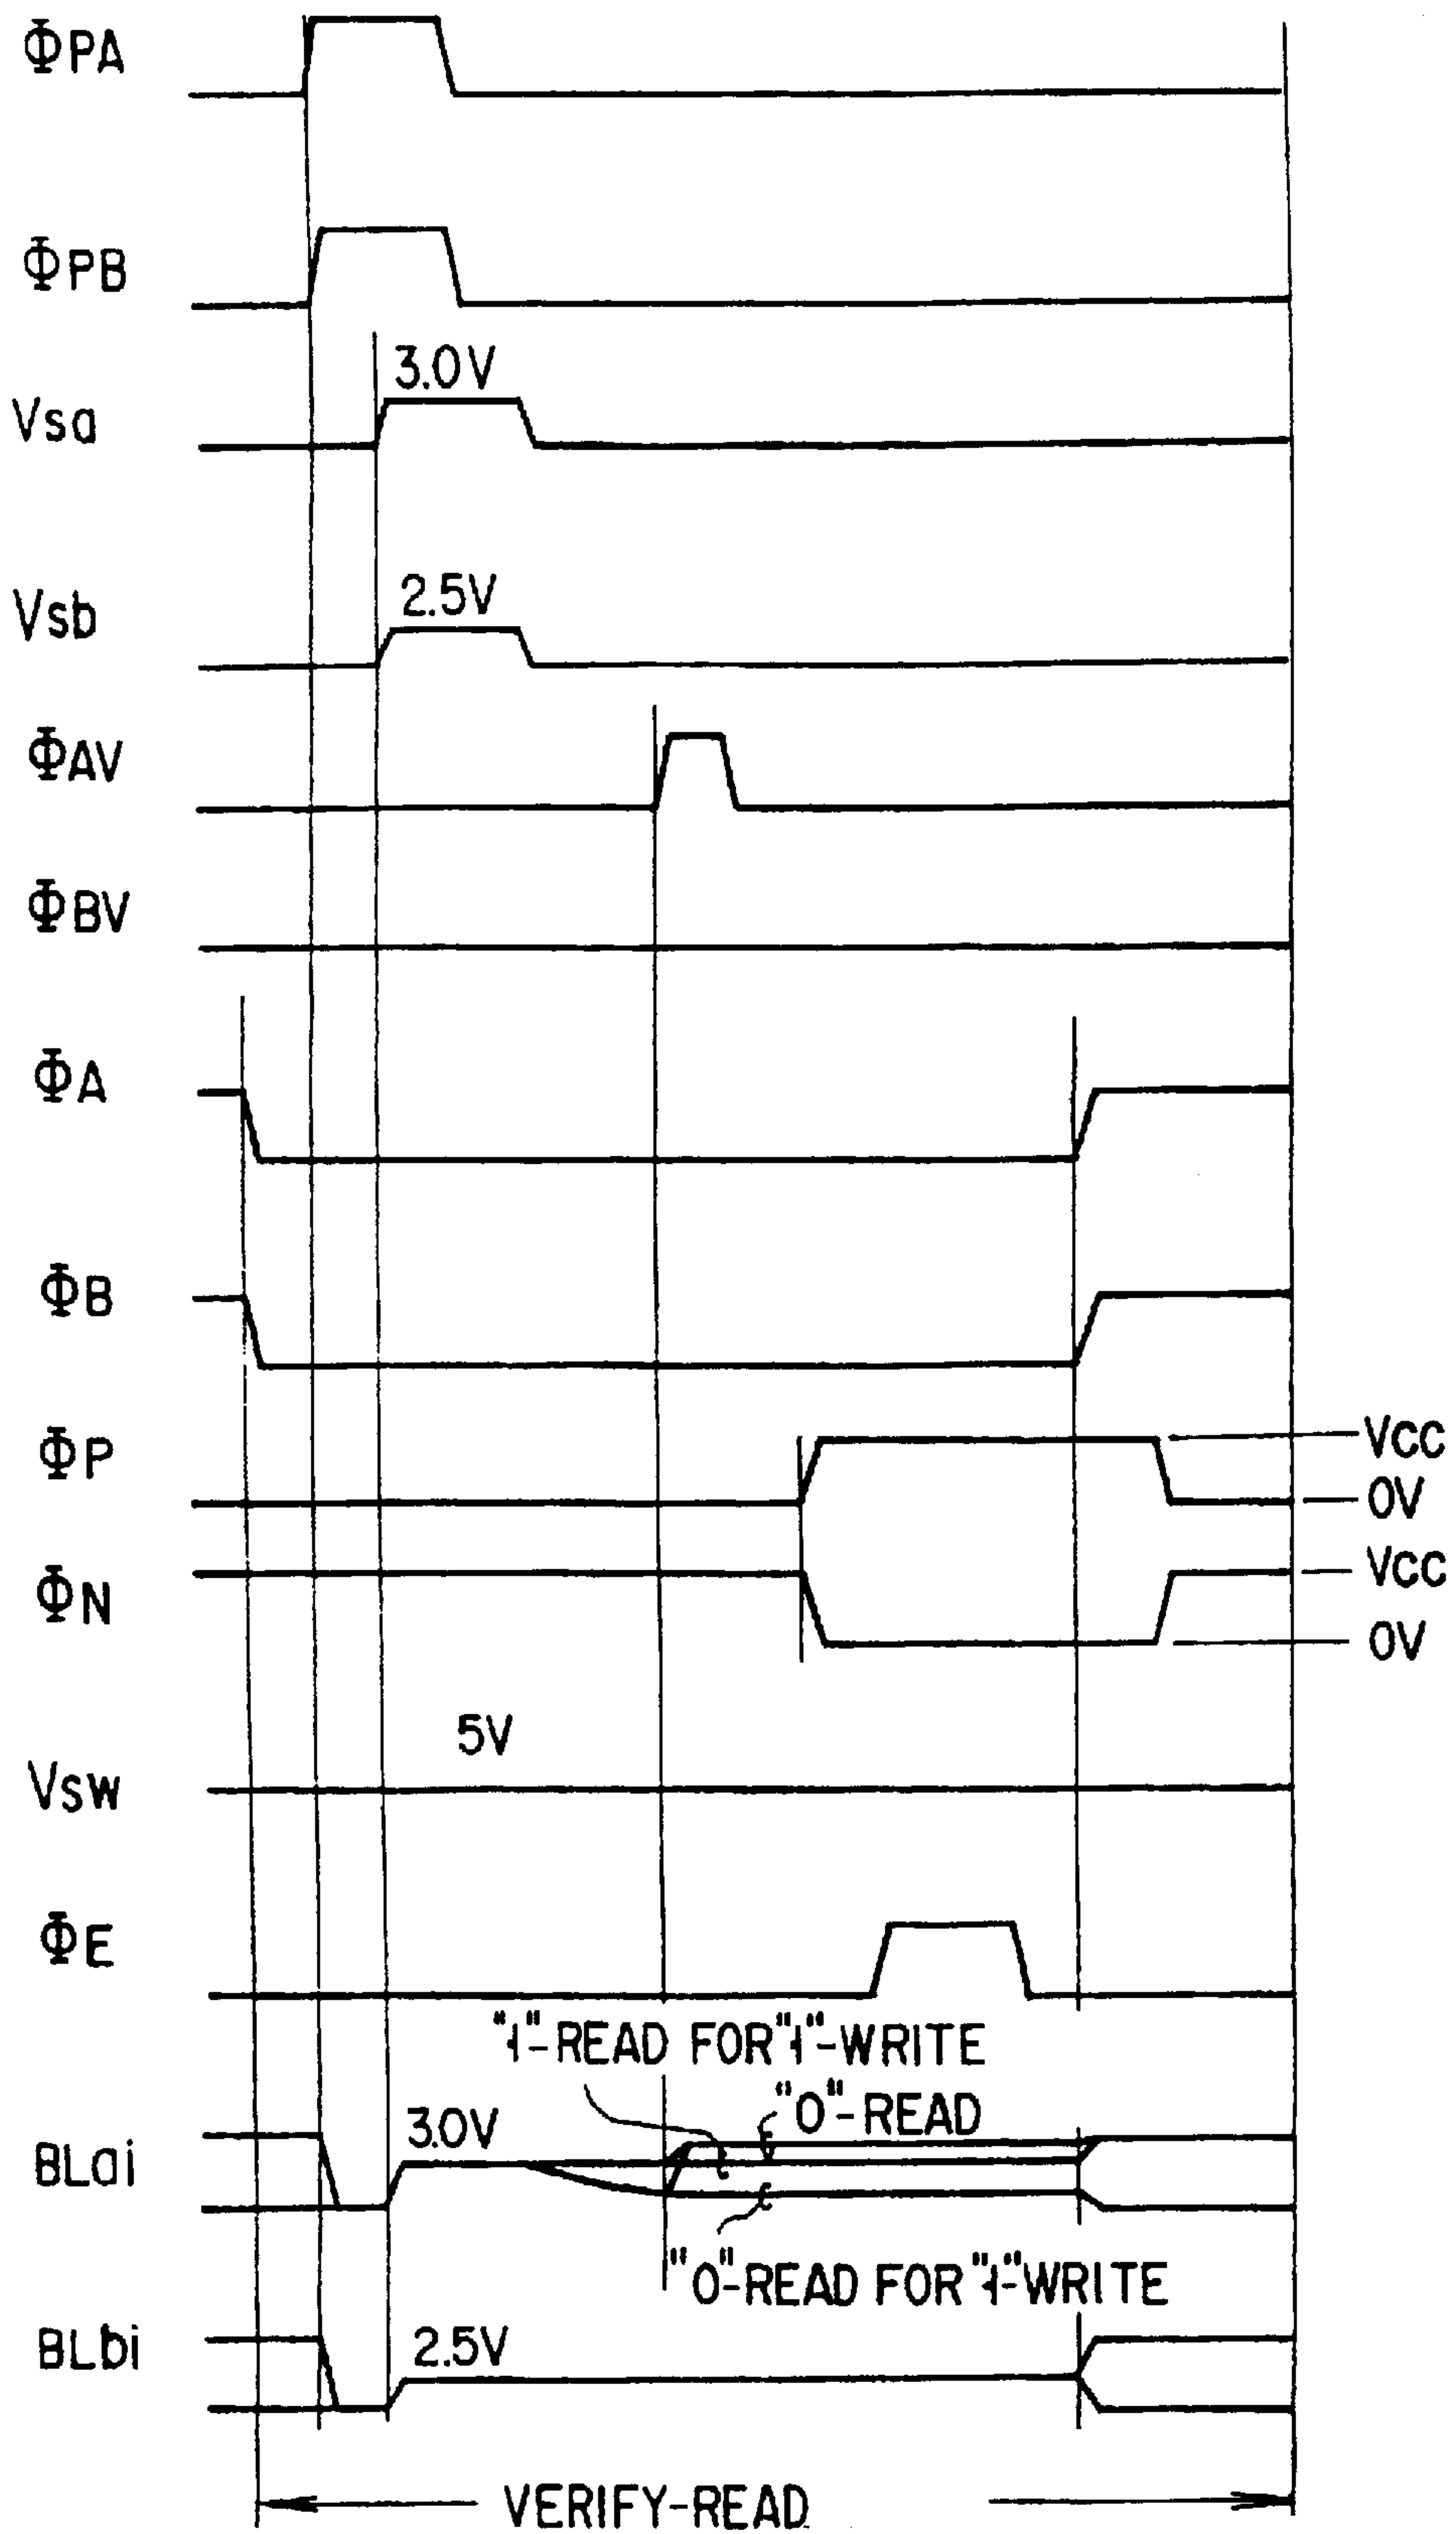 ΦPA
ΦPB
3.0V
Vsa
2.5V
Vsb
ΦAV
ΦBV
ΦA
ΦB
ΦP
VCC
0V
ΦN
VCC
0V
5V
Vsw
ΦE
"1"-READ FOR "1"-WRITE
"0"-READ
3.0V
BLai
"0"-READ FOR "1"-WRITE
2.5V
BLbi
VERIFY-READ